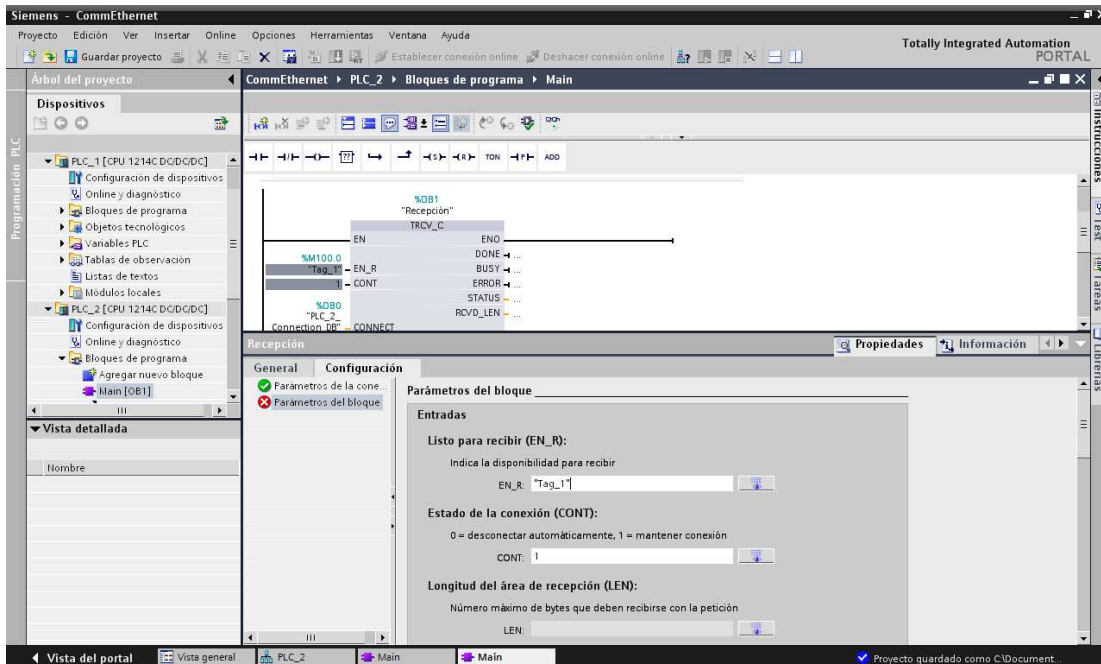 Siemens - CommEthernet
Proyecto Edición Ver Insertar Online Opciones Herramientas Ventana Ayuda
Guardar proyecto Establecer conexión online Deshacer conexión online
Totally Integrated Automation
PORTAL
Árbol del proyecto
CommEthernet PLC_2 Bloques de programa Main
Dispositivos
Programación PLC
PLC_1 [CPU 1214C DC/DC/DC]
Configuración de dispositivos
Online y diagnóstico
Bloques de programa
Objetos tecnológicos
Variables PLC
Tablas de observación
Listas de textos
Módulos locales
PLC_2 [CPU 1214C DC/DC/DC]
Configuración de dispositivos
Online y diagnóstico
Bloques de programa
Agregar nuevo bloque
Main [OB1]
Vista detallada
Nombre
TON ADD
%DB1
"Recepción"
TRCV_C
EN ENO
DONE ...
%M100.0
"Tag_1" EN_R BUSY ...
1 CONT ERROR ...
STATUS ...
%DB0
"PLC_2_ RCVD_LEN ...
Connection_DB" CONNECT
Instrucciones
Test
Tareas
Librerías
Recepción
Propiedades Información
General Configuración
Parámetros de la cone...
Parámetros del bloque
Parámetros del bloque
Entradas
Listo para recibir (EN_R):
Indica la disponibilidad para recibir
EN_R: "Tag_1"
Estado de la conexión (CONT):
0 = desconectar automáticamente, 1 = mantener conexión
CONT: 1
Longitud del área de recepción (LEN):
Número máximo de bytes que deben recibirse con la petición
LEN:
Vista del portal Vista general PLC_2 Main Main
Proyecto guardado como C:\Document...